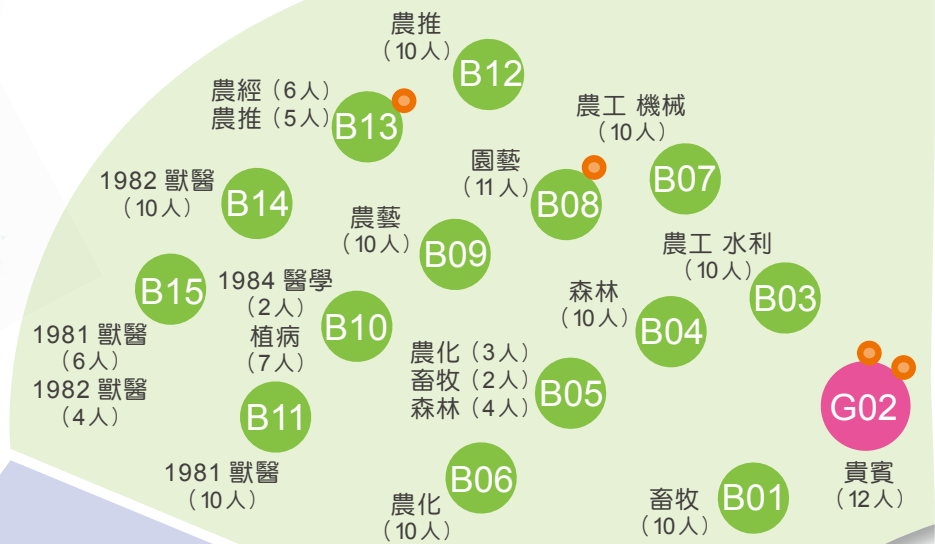 農推
（10人）
B12
農經（6人）
農推（5人）
B13
農工 機械
（10人）
B07
園藝
（11人）
B08
1982 獸醫
（10人）
B14
農藝
（10人）
B09
農工 水利
（10人）
B03
B15
1981 獸醫
（6人）
1982 獸醫
（4人）
1984 醫學
（2人）
植病
（7人）
B10
森林
（10人）
B04
農化（3人）
畜牧（2人）
森林（4人）
B05
G02
貴賓
（12人）
B11
1981 獸醫
（10人）
B06
農化
（10人）
畜牧
（10人）
B01